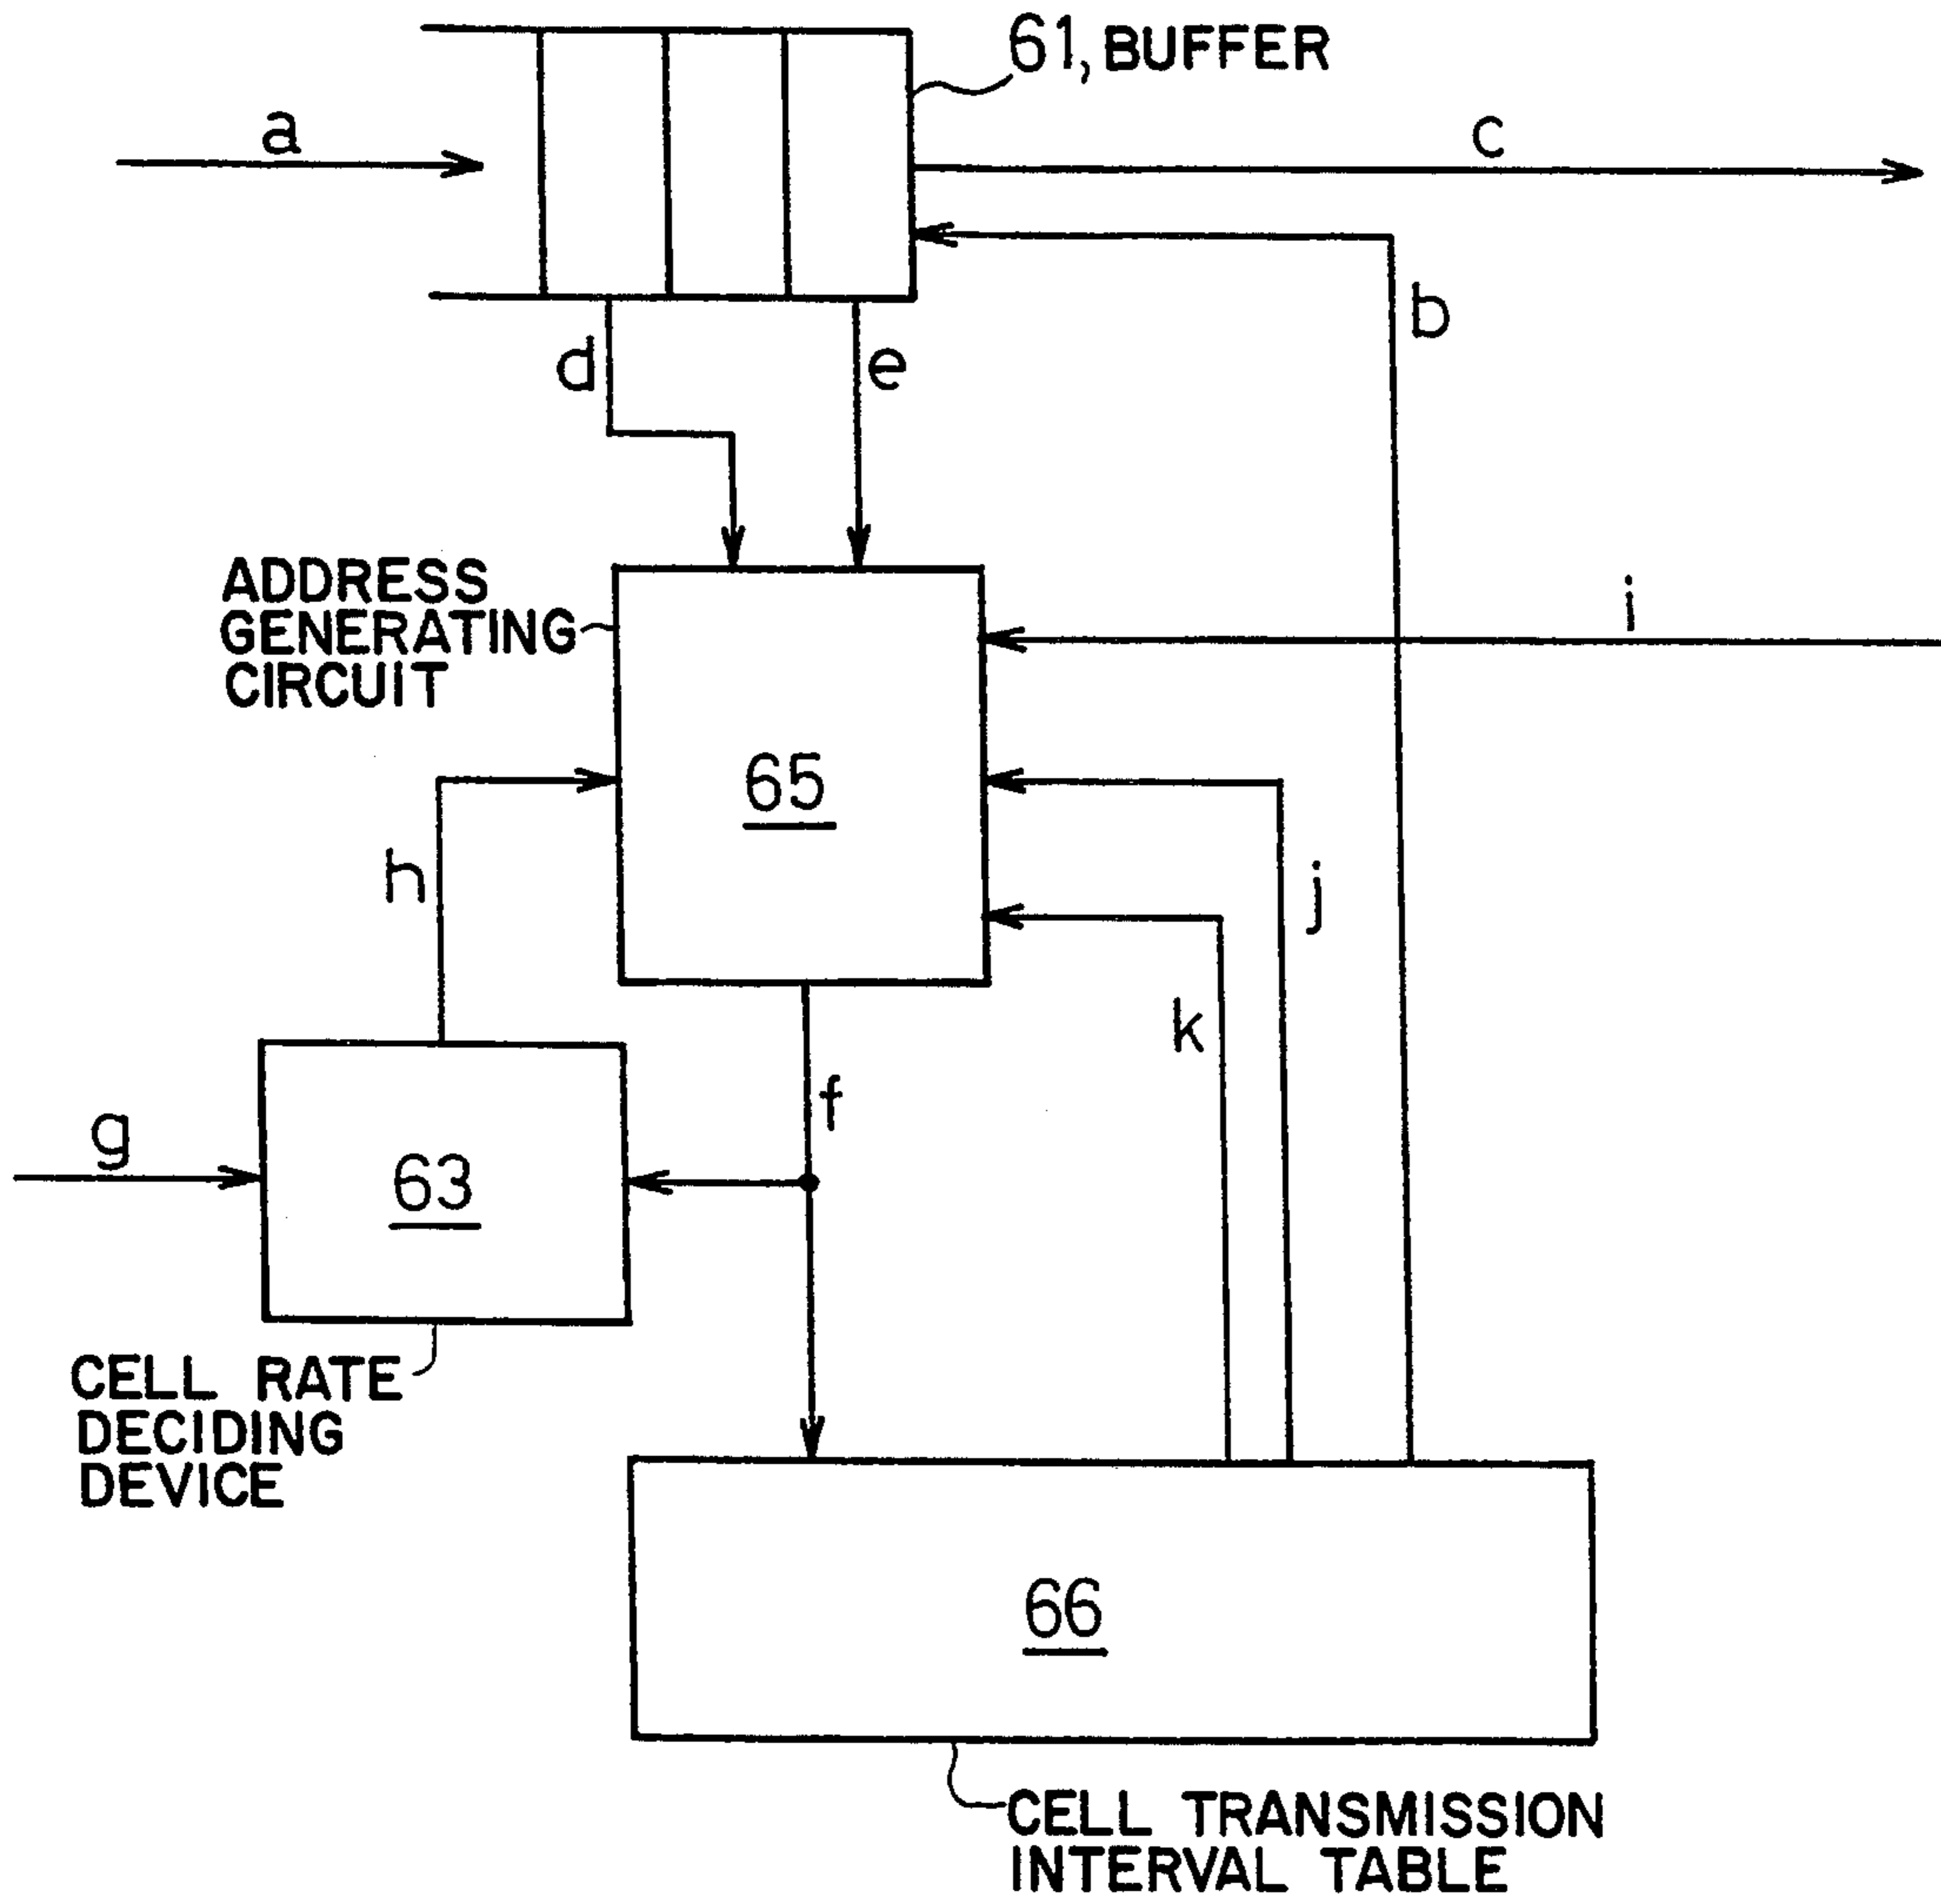 61, BUFFER
a
c
b
d
e
ADDRESS
GENERATING
CIRCUIT
i
65
h
j
k
f
g
63
CELL RATE
DECIDING
DEVICE
66
CELL TRANSMISSION
INTERVAL TABLE